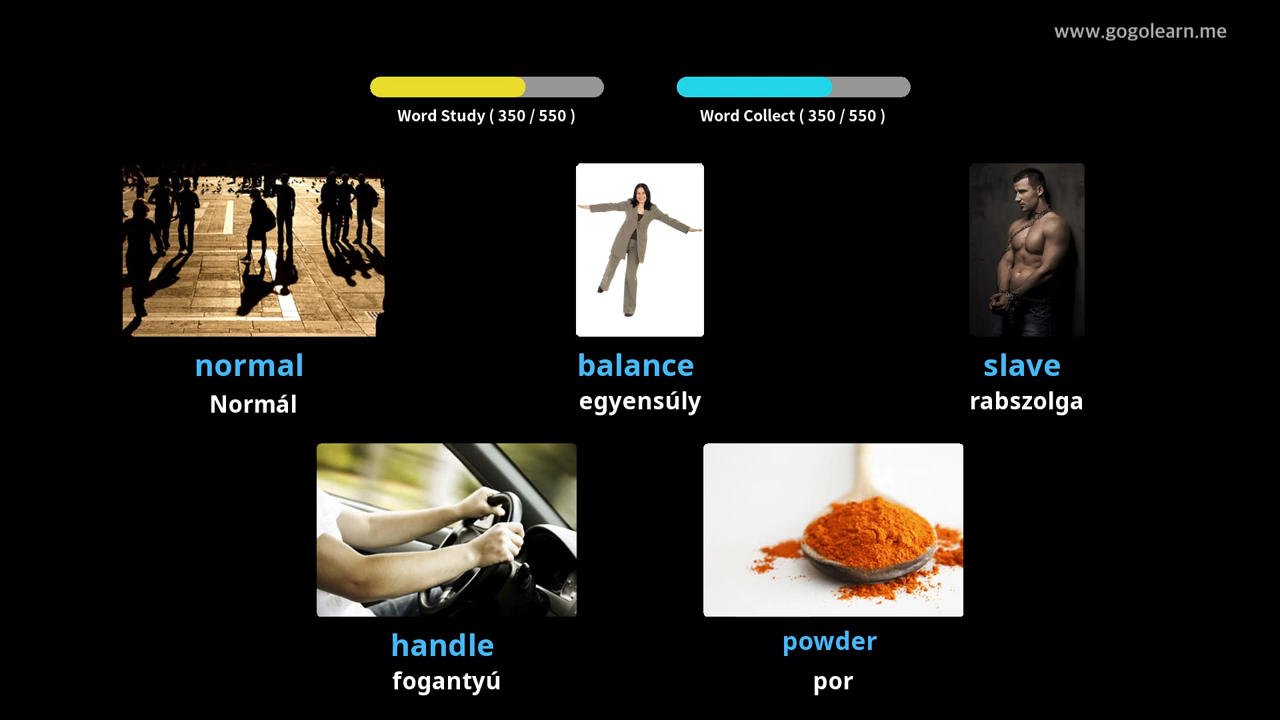 www.gogolearn.me
Word Study ( 350 / 550 )
Word Collect ( 350 / 550 )
normal
Normál
balance
egyensúly
slave
rabszolga
handle
fogantyú
powder
por